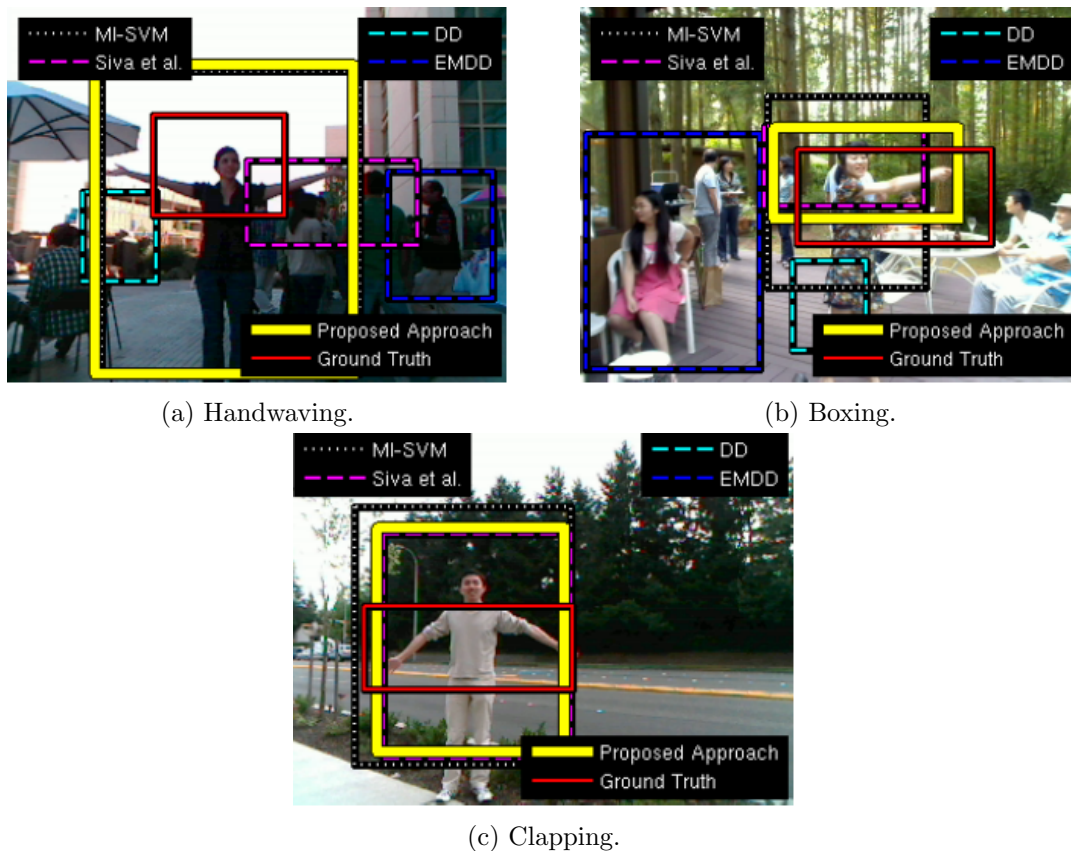 MI-SVM
Siva et al.
DD
EMDD
Proposed Approach
Ground Truth
(a) Handwaving.
MI-SVM
Siva et al.
DD
EMDD
Proposed Approach
Ground Truth
(b) Boxing.
MI-SVM
Siva et al.
DD
EMDD
Proposed Approach
Ground Truth
(c) Clapping.